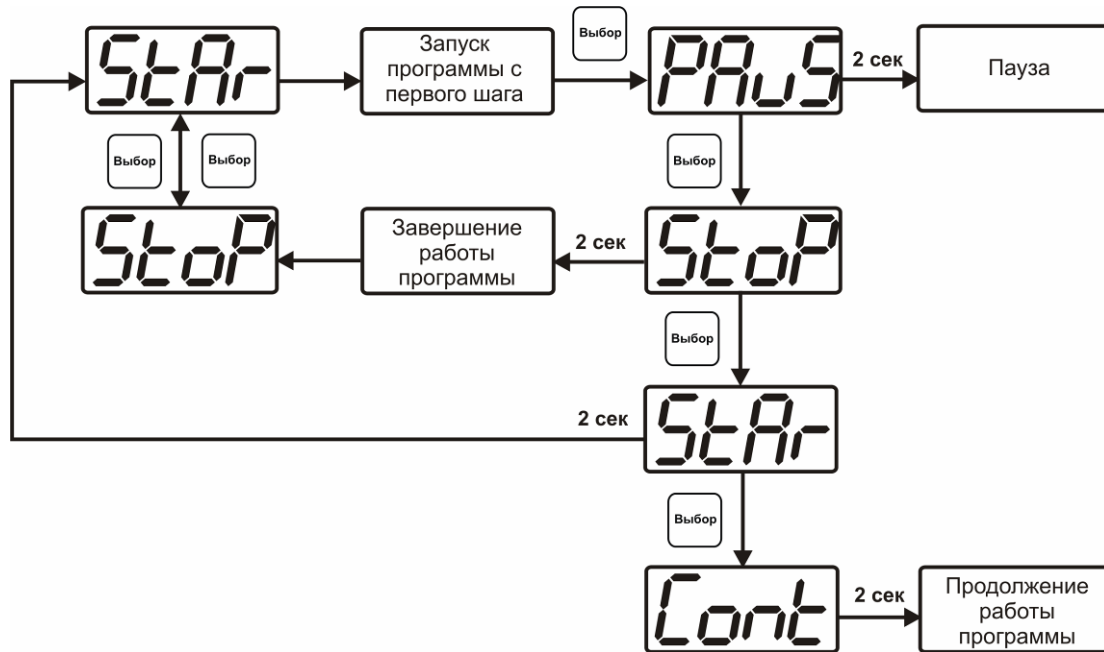 StAr
Запуск
программы с
первого шага
Выбор
PAuS
2 сек
Пауза
Выбор
Выбор
Выбор
StoP
Завершение
работы
программы
2 сек
StoP
Выбор
2 сек
StAr
Выбор
Cont
2 сек
Продолжение
работы
программы